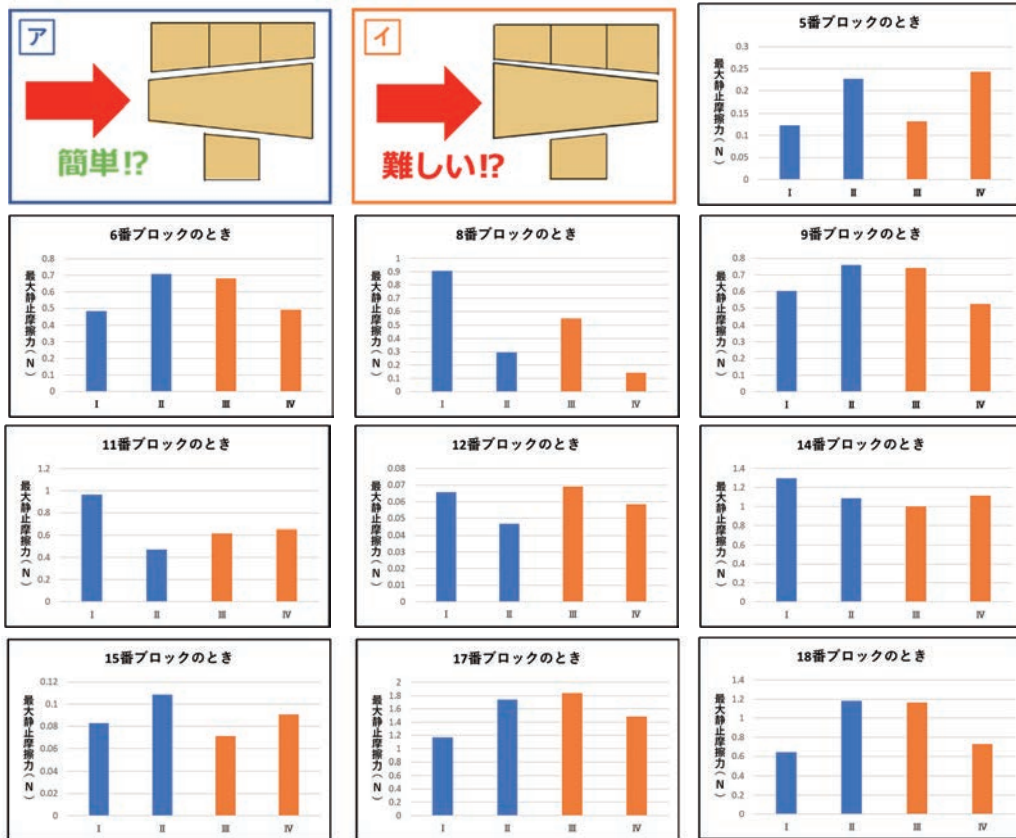 ア
簡単!?
イ
難しい!?
5番ブロックのとき
最大静止摩擦力(N)
0.3
0.25
0.2
0.15
0.1
0.05
0
Ⅰ Ⅱ Ⅲ Ⅳ
6番ブロックのとき
最大静止摩擦力(N)
0.8
0.7
0.6
0.5
0.4
0.3
0.2
0.1
0
Ⅰ Ⅱ Ⅲ Ⅳ
8番ブロックのとき
最大静止摩擦力(N)
1
0.9
0.8
0.7
0.6
0.5
0.4
0.3
0.2
0.1
0
Ⅰ Ⅱ Ⅲ Ⅳ
9番ブロックのとき
最大静止摩擦力(N)
0.8
0.7
0.6
0.5
0.4
0.3
0.2
0.1
0
Ⅰ Ⅱ Ⅲ Ⅳ
11番ブロックのとき
最大静止摩擦力(N)
1.2
1
0.8
0.6
0.4
0.2
0
Ⅰ Ⅱ Ⅲ Ⅳ
12番ブロックのとき
最大静止摩擦力(N)
0.08
0.07
0.06
0.05
0.04
0.03
0.02
0.01
0
Ⅰ Ⅱ Ⅲ Ⅳ
14番ブロックのとき
最大静止摩擦力(N)
1.4
1.2
1
0.8
0.6
0.4
0.2
0
Ⅰ Ⅱ Ⅲ Ⅳ
15番ブロックのとき
最大静止摩擦力(N)
0.12
0.1
0.08
0.06
0.04
0.02
0
Ⅰ Ⅱ Ⅲ Ⅳ
17番ブロックのとき
最大静止摩擦力(N)
2
1.8
1.6
1.4
1.2
1
0.8
0.6
0.4
0.2
0
Ⅰ Ⅱ Ⅲ Ⅳ
18番ブロックのとき
最大静止摩擦力(N)
1.4
1.2
1
0.8
0.6
0.4
0.2
0
Ⅰ Ⅱ Ⅲ Ⅳ